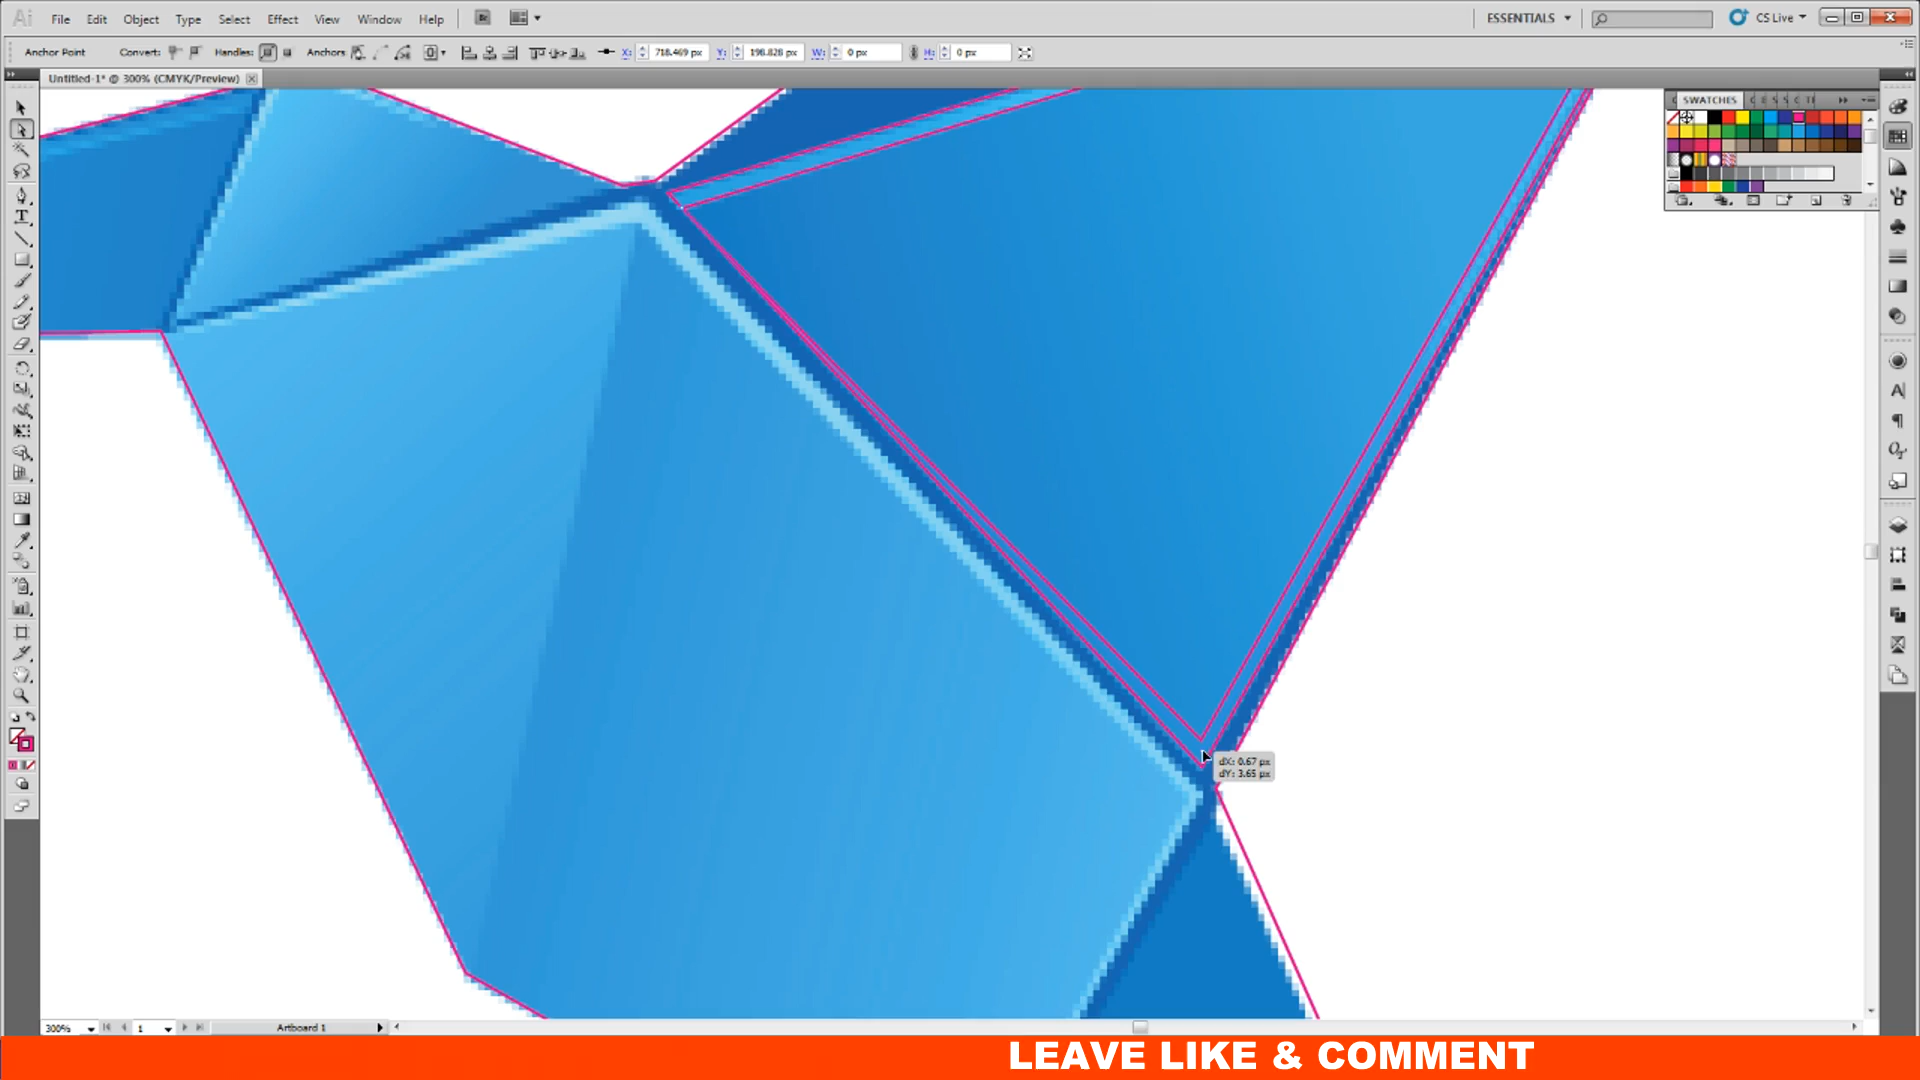 Ai File Edit Object Type Select Effect View Window Help Br ESSENTIALS CS Live
Anchor Point Convert: Handles: Anchors: X: 718.469 px Y: 198.828 px W: 0 px H: 0 px
Untitled-1* @ 300% (CMYK/Preview)
SWATCHES
dX: 0.67 px
dY: 3.65 px
300% 1 Artboard 1
LEAVE LIKE & COMMENT